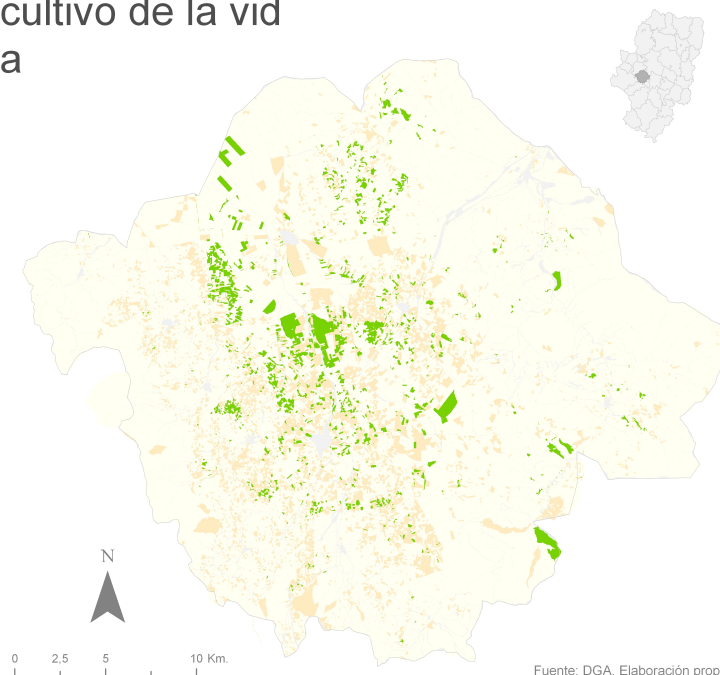 cultivo de la vid
a
N
0 2,5 5 10 Km.
Fuente: DGA. Elaboración prop